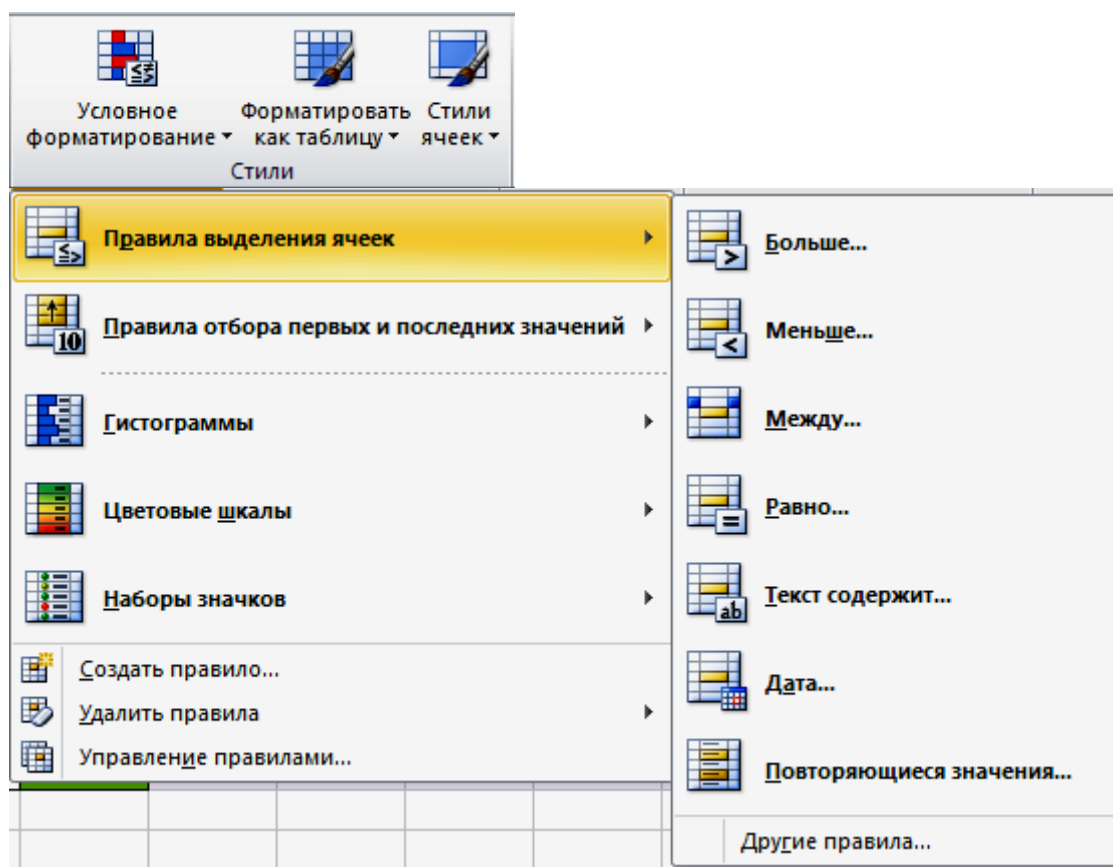 Условное
форматирование
Форматировать
как таблицу
Стили
ячеек
Стили
Правила выделения ячеек
Правила отбора первых и последних значений
10
Гистограммы
Цветовые шкалы
Наборы значков
Создать правило...
Удалить правила
Управление правилами...
Больше...
Меньше...
Между...
Равно...
Текст содержит...
ab
Дата...
Повторяющиеся значения...
Другие правила...